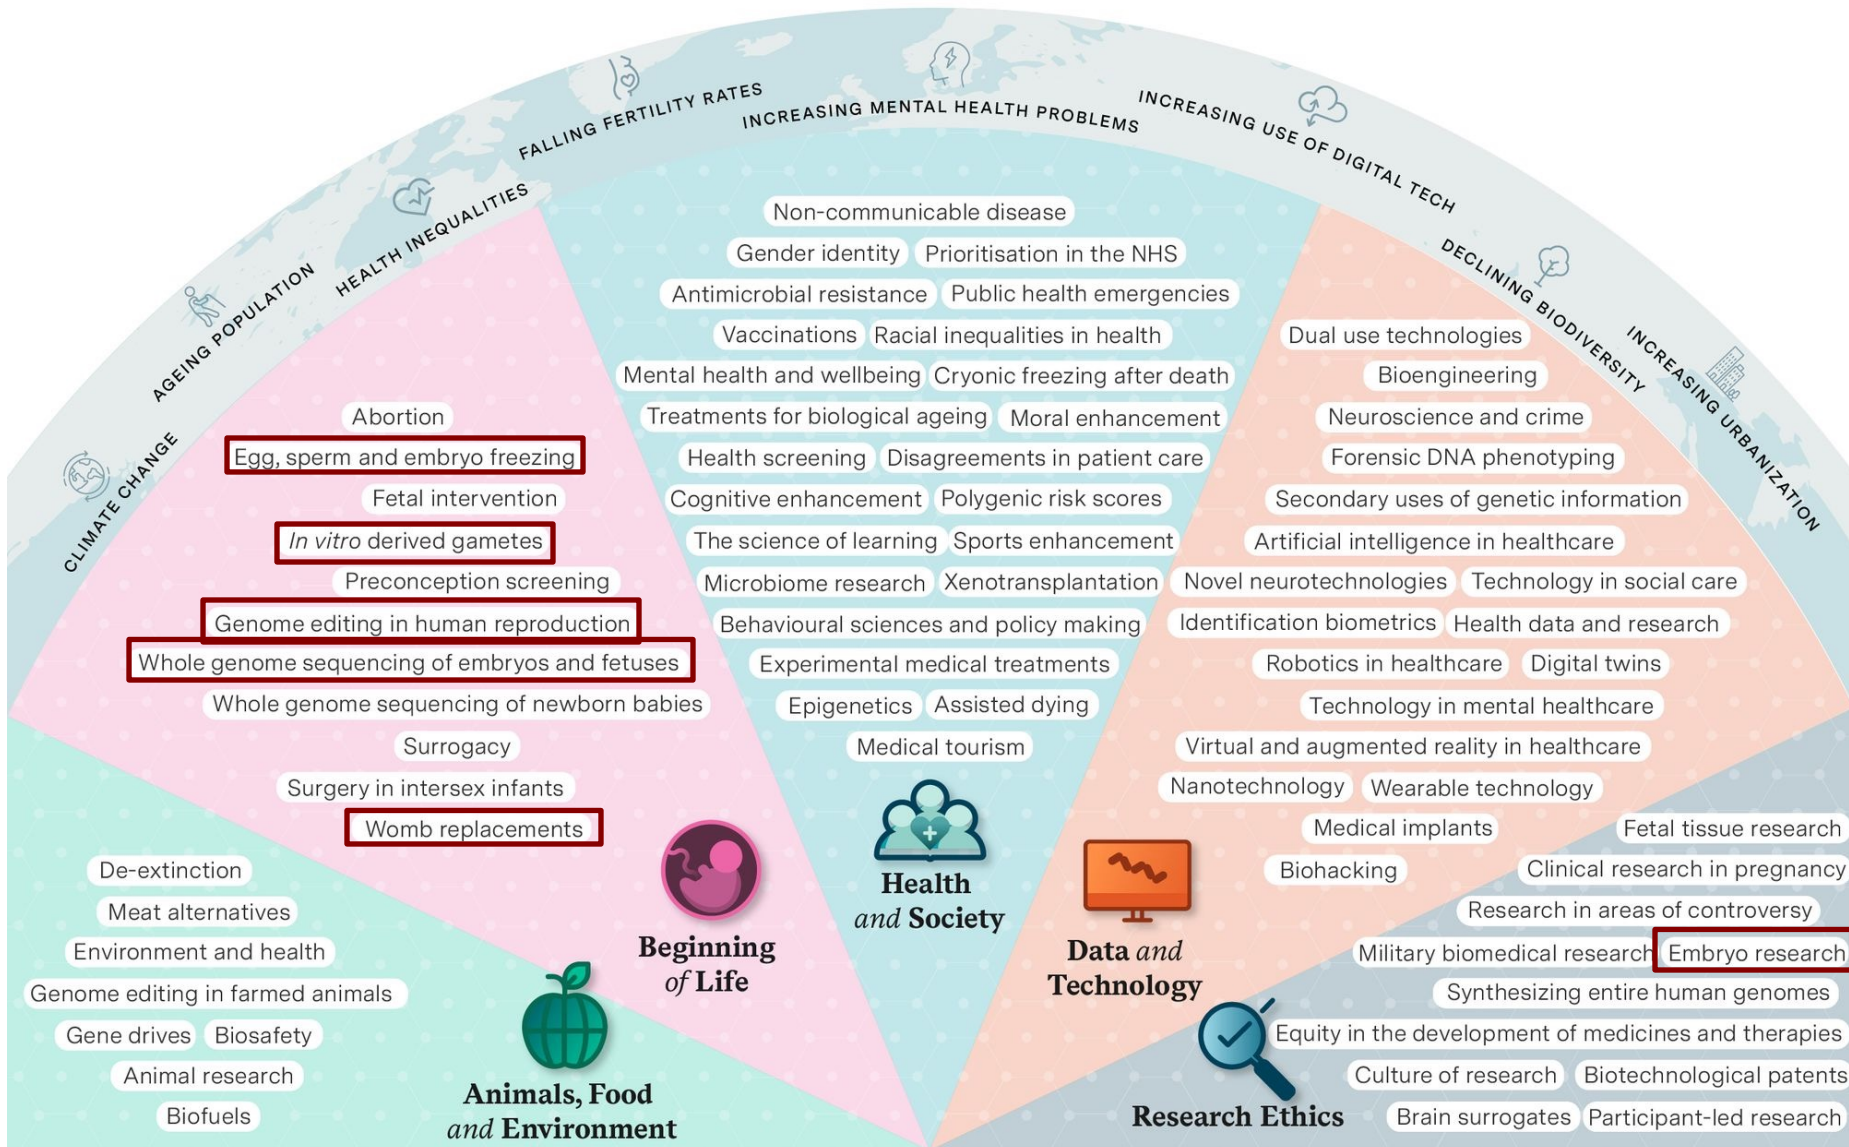 CLIMATE CHANGE
AGEING POPULATION
HEALTH INEQUALITIES
FALLING FERTILITY RATES
INCREASING MENTAL HEALTH PROBLEMS
INCREASING USE OF DIGITAL TECH
DECLINING BIODIVERSITY
INCREASING URBANIZATION
De-extinction
Meat alternatives
Environment and health
Genome editing in farmed animals
Gene drives Biosafety
Animal research
Biofuels
Animals, Food
and Environment
Abortion
Egg, sperm and embryo freezing
Fetal intervention
In vitro derived gametes
Preconception screening
Genome editing in human reproduction
Whole genome sequencing of embryos and fetuses
Whole genome sequencing of newborn babies
Surrogacy
Surgery in intersex infants
Womb replacements
Beginning
of Life
Non-communicable disease
Gender identity Prioritisation in the NHS
Antimicrobial resistance Public health emergencies
Vaccinations Racial inequalities in health
Mental health and wellbeing Cryonic freezing after death
Treatments for biological ageing Moral enhancement
Health screening Disagreements in patient care
Cognitive enhancement Polygenic risk scores
The science of learning Sports enhancement
Microbiome research Xenotransplantation
Behavioural sciences and policy making
Experimental medical treatments
Epigenetics Assisted dying
Medical tourism
Health
and Society
Dual use technologies
Bioengineering
Neuroscience and crime
Forensic DNA phenotyping
Secondary uses of genetic information
Artificial intelligence in healthcare
Novel neurotechnologies Technology in social care
Identification biometrics Health data and research
Robotics in healthcare Digital twins
Technology in mental healthcare
Virtual and augmented reality in healthcare
Nanotechnology Wearable technology
Medical implants
Biohacking
Data and
Technology
Fetal tissue research
Clinical research in pregnancy
Research in areas of controversy
Military biomedical research Embryo research
Synthesizing entire human genomes
Equity in the development of medicines and therapies
Culture of research Biotechnological patents
Brain surrogates Participant-led research
Research Ethics